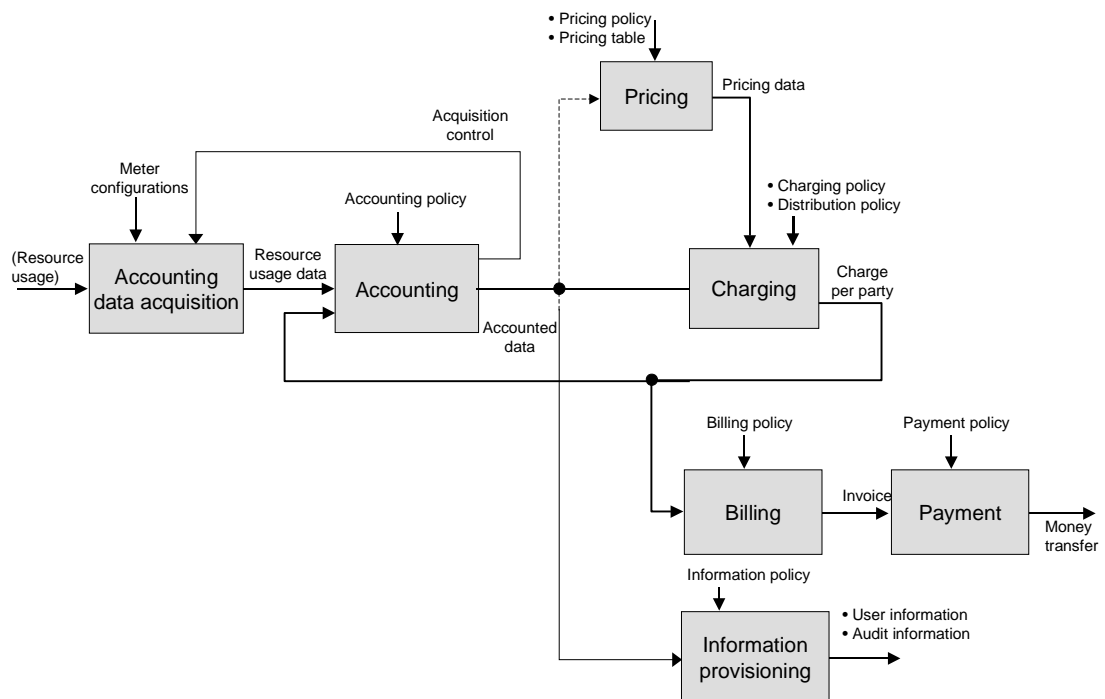 • Pricing policy
• Pricing table
Pricing
Pricing data
Acquisition
control
Meter
configurations
Accounting policy
• Charging policy
• Distribution policy
(Resource
usage)
Accounting
data acquisition
Resource
usage data
Accounting
Charging
Charge
per party
Accounted
data
Billing policy
Payment policy
Billing
Invoice
Payment
Money
transfer
Information policy
• User information
• Audit information
Information
provisioning